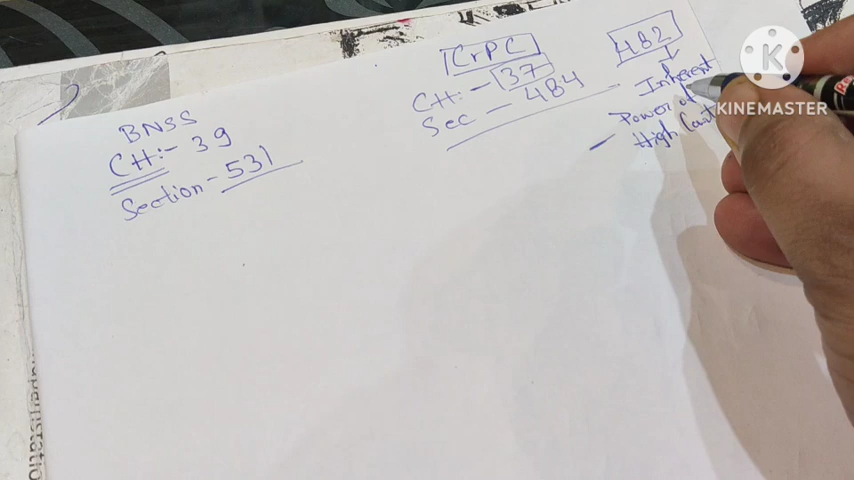 BNSS
CH:- 39
Section - 531
CrPC
CH:- 37
Sec - 484
482
Inherent
Power of
High Court
KINEMASTER